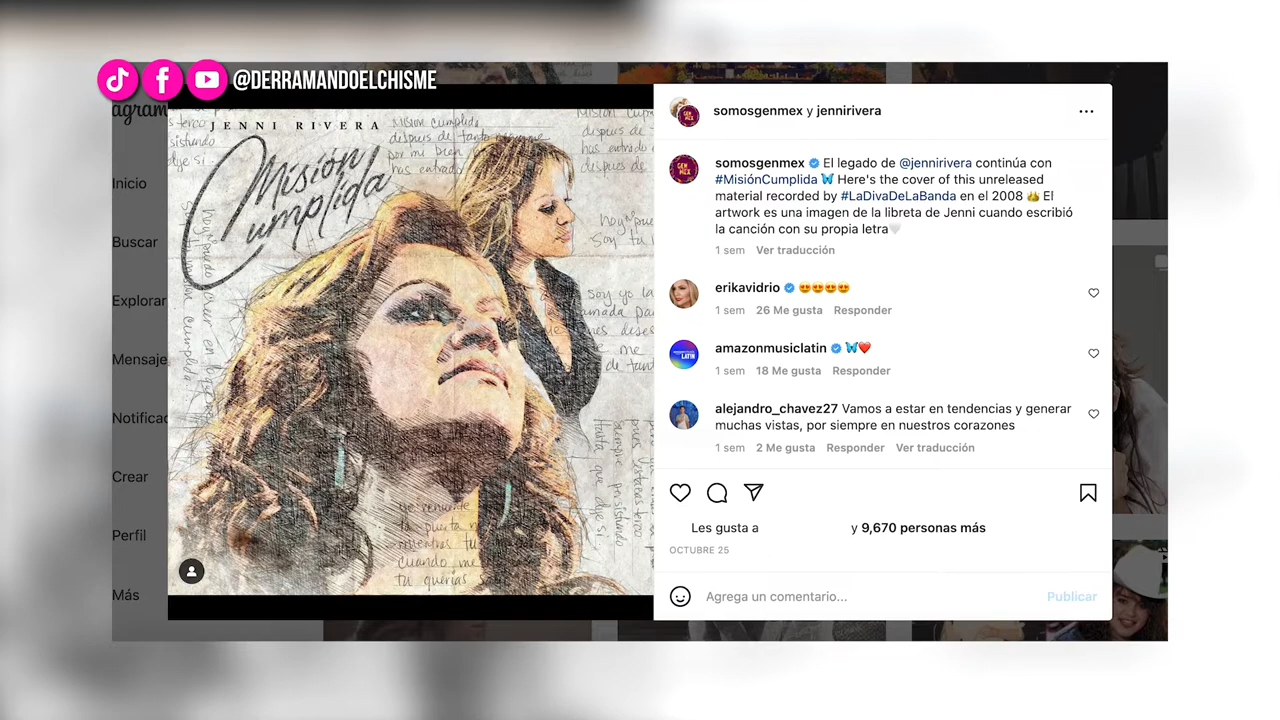 @DERRAMANDOELCHISME
agram
JENNI RIVERA
Misión
Cumplida
Misión cumplida
después de tanto
por mi bien
has entrado
después de
Inicio
Buscar
Explorar
Mensaje
Notificac
Crear
Perfil
Más
somosgenmex y jennirivera
somosgenmex El legado de @jennirivera continúa con
#MisiónCumplida 🦋 Here's the cover of this unreleased
material recorded by #LaDivaDeLaBanda en el 2008 👑 El
artwork es una imagen de la libreta de Jenni cuando escribió
la canción con su propia letra🤍
1 sem Ver traducción
erikavidrio 😍😍😍😍
1 sem 26 Me gusta Responder
amazonmusiclatin 🦋❤️
1 sem 18 Me gusta Responder
alejandro_chavez27 Vamos a estar en tendencias y generar
muchas vistas, por siempre en nuestros corazones
1 sem 2 Me gusta Responder Ver traducción
Les gusta a y 9,670 personas más
OCTUBRE 25
Agrega un comentario...
Publicar